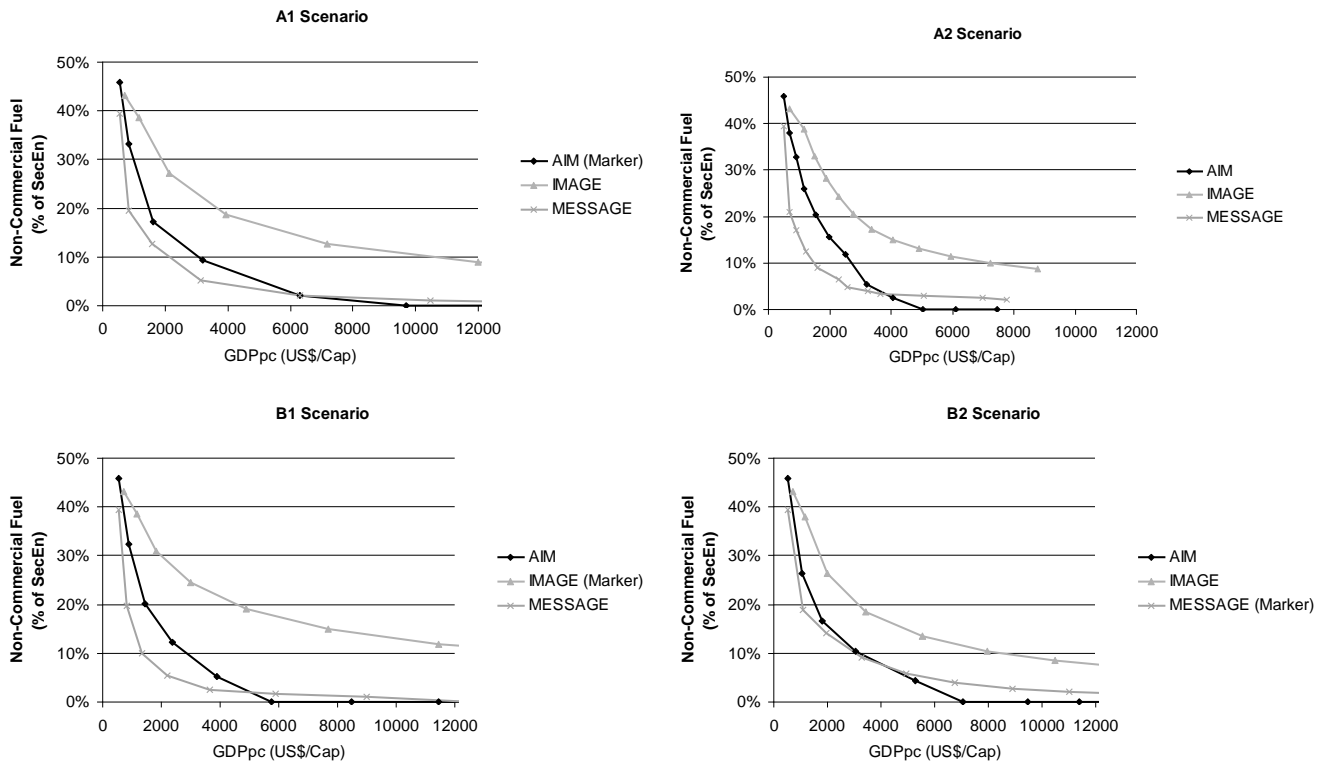 A1 Scenario
Non-Commercial Fuel
(% of SecEn)
50%
40%
30%
20%
10%
0%
0 2000 4000 6000 8000 10000 12000
GDPpc (US$/Cap)
AIM (Marker)
IMAGE
MESSAGE
A2 Scenario
Non-Commercial Fuel
(% of SecEn)
50%
40%
30%
20%
10%
0%
0 2000 4000 6000 8000 10000 12000
GDPpc (US$/Cap)
AIM
IMAGE
MESSAGE
B1 Scenario
Non-Commercial Fuel
(% of SecEn)
50%
40%
30%
20%
10%
0%
0 2000 4000 6000 8000 10000 12000
GDPpc (US$/Cap)
AIM
IMAGE (Marker)
MESSAGE
B2 Scenario
Non-Commercial Fuel
(% of SecEn)
50%
40%
30%
20%
10%
0%
0 2000 4000 6000 8000 10000 12000
GDPpc (US$/Cap)
AIM
IMAGE
MESSAGE (Marker)